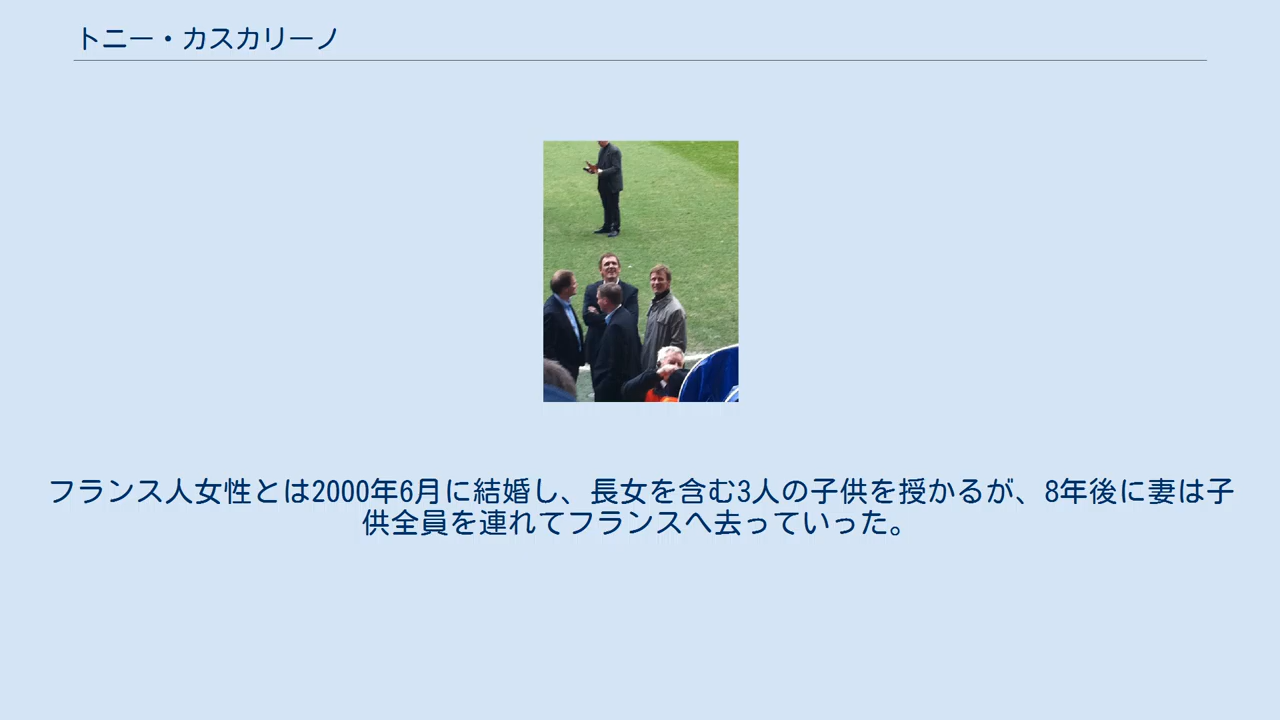 トニー・カスカリーノ
フランス人女性とは2000年6月に結婚し、長女を含む3人の子供を授かるが、8年後に妻は子
供全員を連れてフランスへ去っていった。